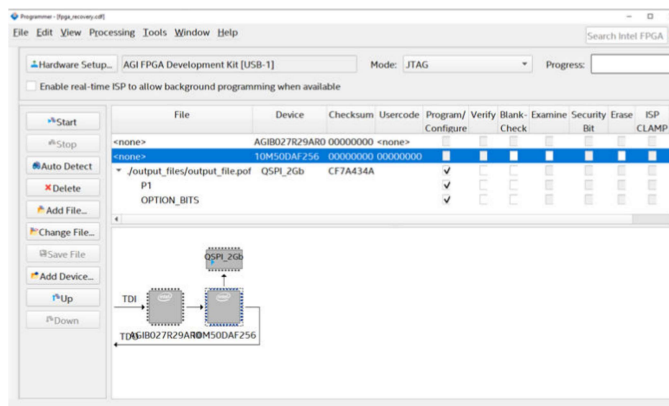 Programmer - [fpga_recovery.cdf]
File Edit View Processing Tools Window Help
Search Intel FPGA
Hardware Setup... AGI FPGA Development Kit [USB-1] Mode: JTAG Progress:
Enable real-time ISP to allow background programming when available
Start
Stop
Auto Detect
Delete
Add File...
Change File...
Save File
Add Device...
Up
Down
File Device Checksum Usercode Program/ Configure Verify Blank- Check Examine Security Bit Erase ISP CLAMP
<none> AGIB027R29AR0 00000000 <none>
<none> 10M50DAF256 00000000 00000000
./output_files/output_file.pof QSPI_2Gb CF7A434A
P1
OPTION_BITS
QSPI_2Gb
TDI
intel
intel
TDO AGIB027R29AR0 10M50DAF256